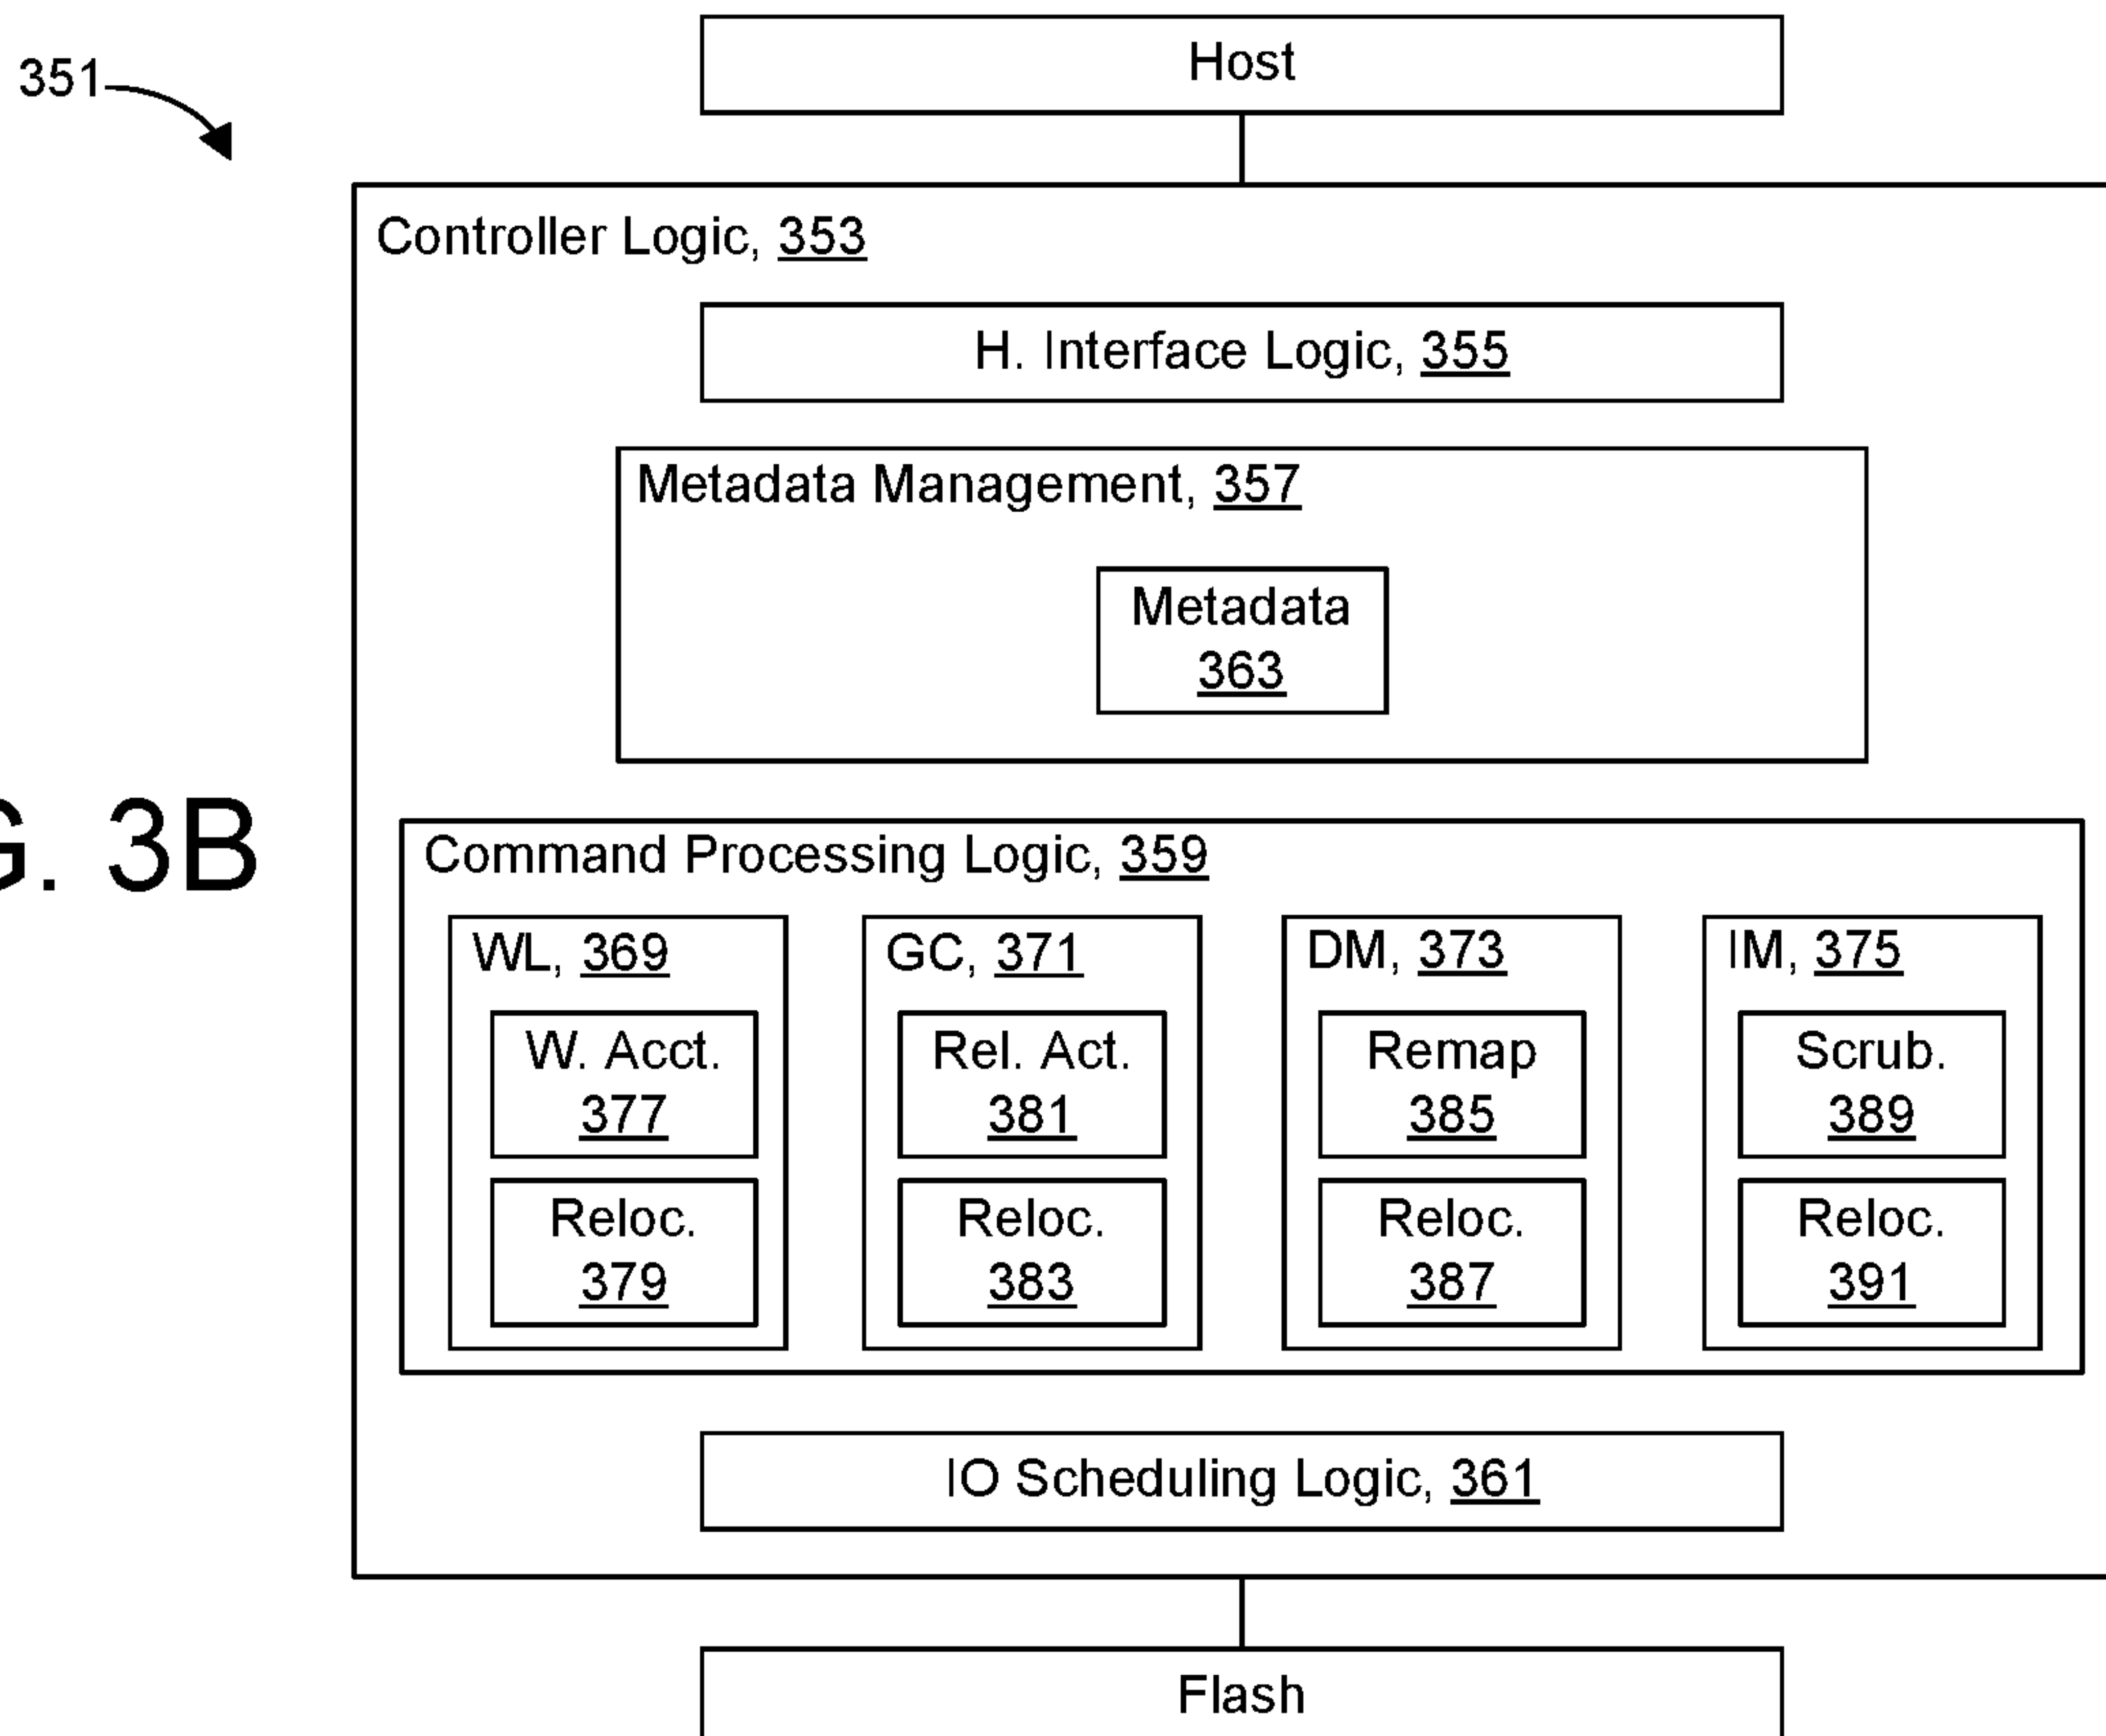 Host
351
Controller Logic, 353
H. Interface Logic, 355
Metadata Management, 357
Metadata
363
G. 3B
Command Processing Logic, 359
WL, 369
W. Acct.
377
Reloc.
379
GC, 371
Rel. Act.
381
Reloc.
383
DM, 373
Remap
385
Reloc.
387
IM, 375
Scrub.
389
Reloc.
391
IO Scheduling Logic, 361
Flash